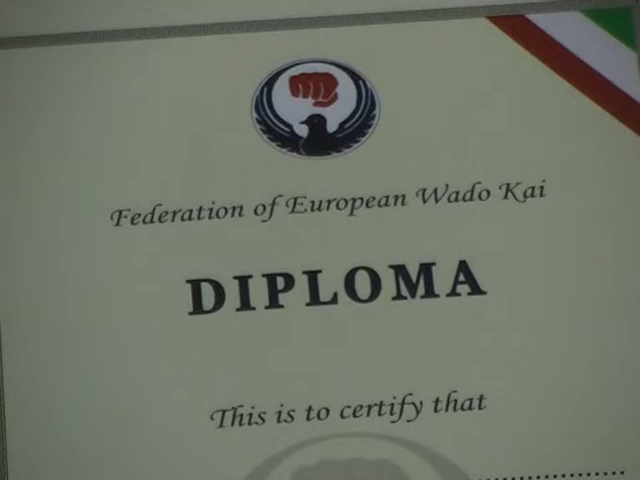 Federation of European Wado Kai
DIPLOMA
This is to certify that